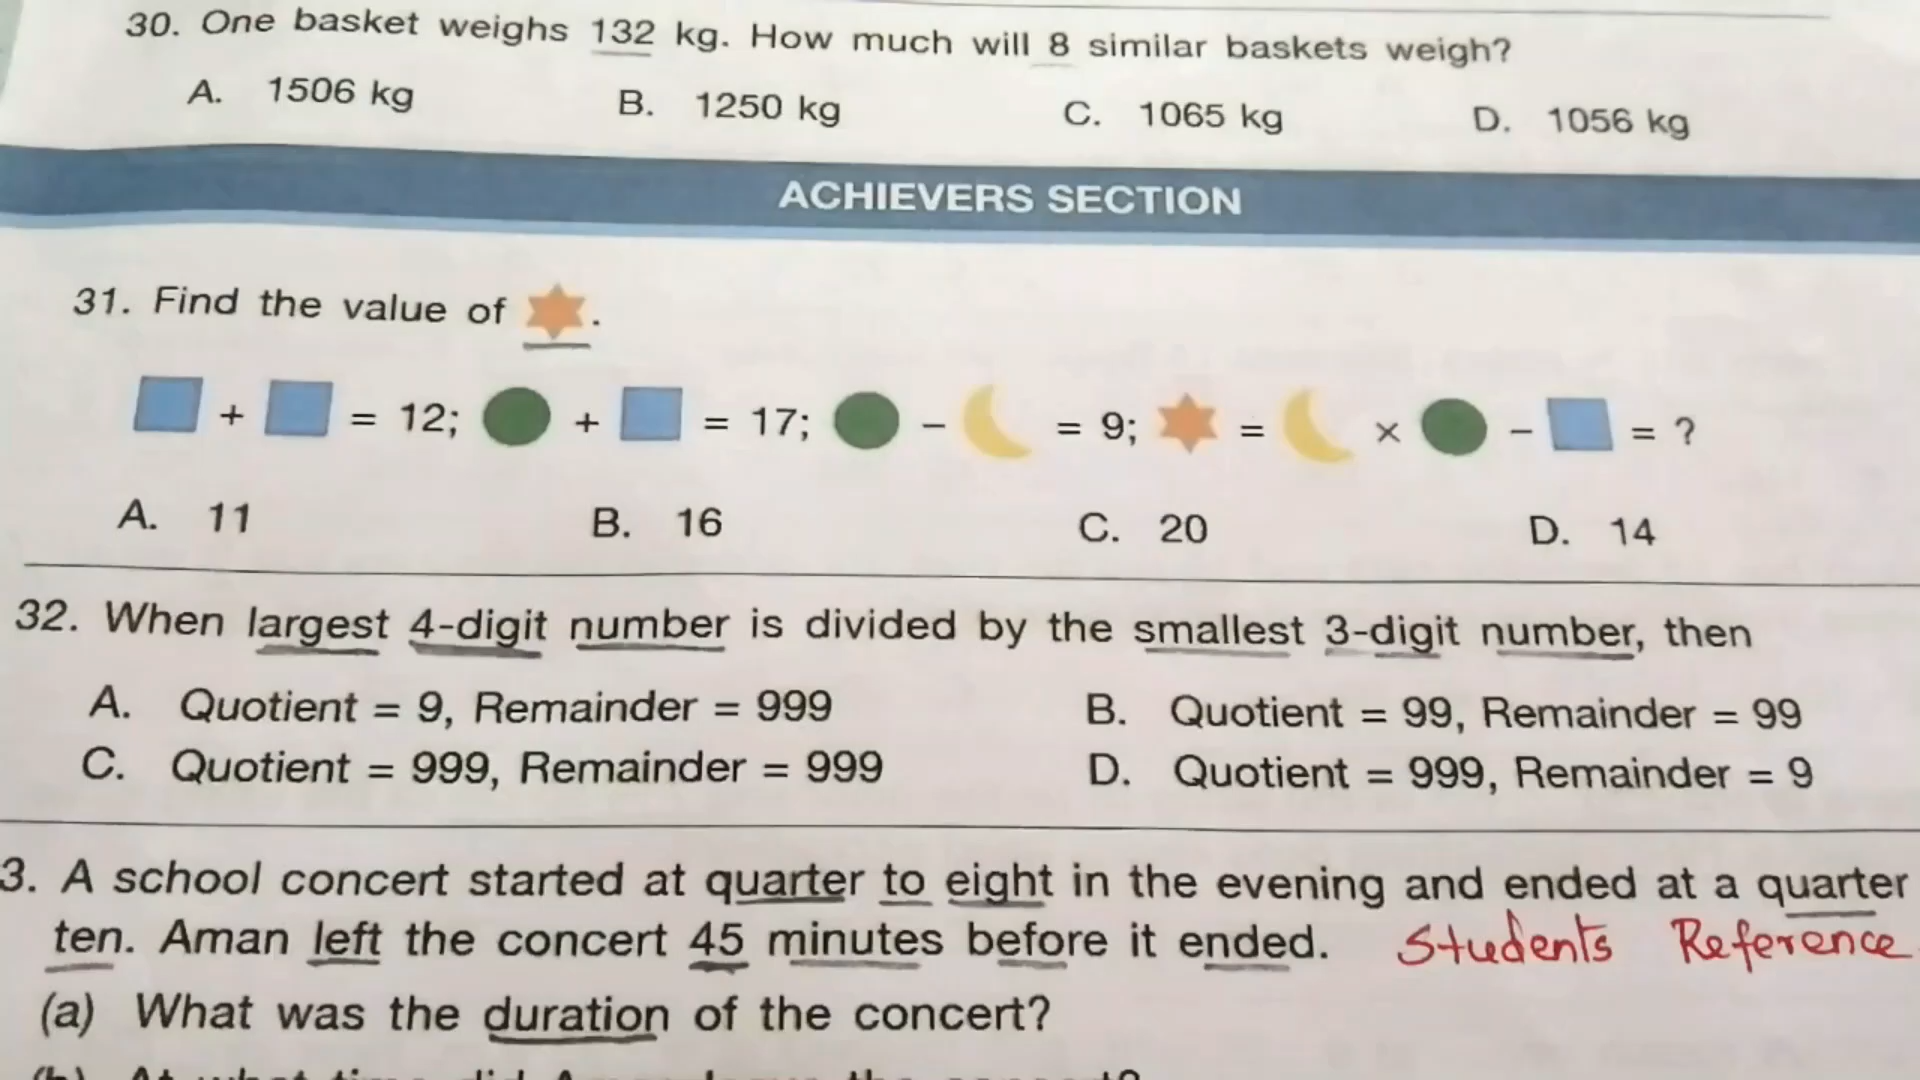 30. One basket weighs 132 kg. How much will 8 similar baskets weigh?
A. 1506 kg B. 1250 kg C. 1065 kg D. 1056 kg
ACHIEVERS SECTION
31. Find the value of .
+ = 12; + = 17; - = 9; = × - = ?
A. 11 B. 16 C. 20 D. 14
32. When largest 4-digit number is divided by the smallest 3-digit number, then
A. Quotient = 9, Remainder = 999 B. Quotient = 99, Remainder = 99
C. Quotient = 999, Remainder = 999 D. Quotient = 999, Remainder = 9
3. A school concert started at quarter to eight in the evening and ended at a quarter
ten. Aman left the concert 45 minutes before it ended. Students Reference
(a) What was the duration of the concert?